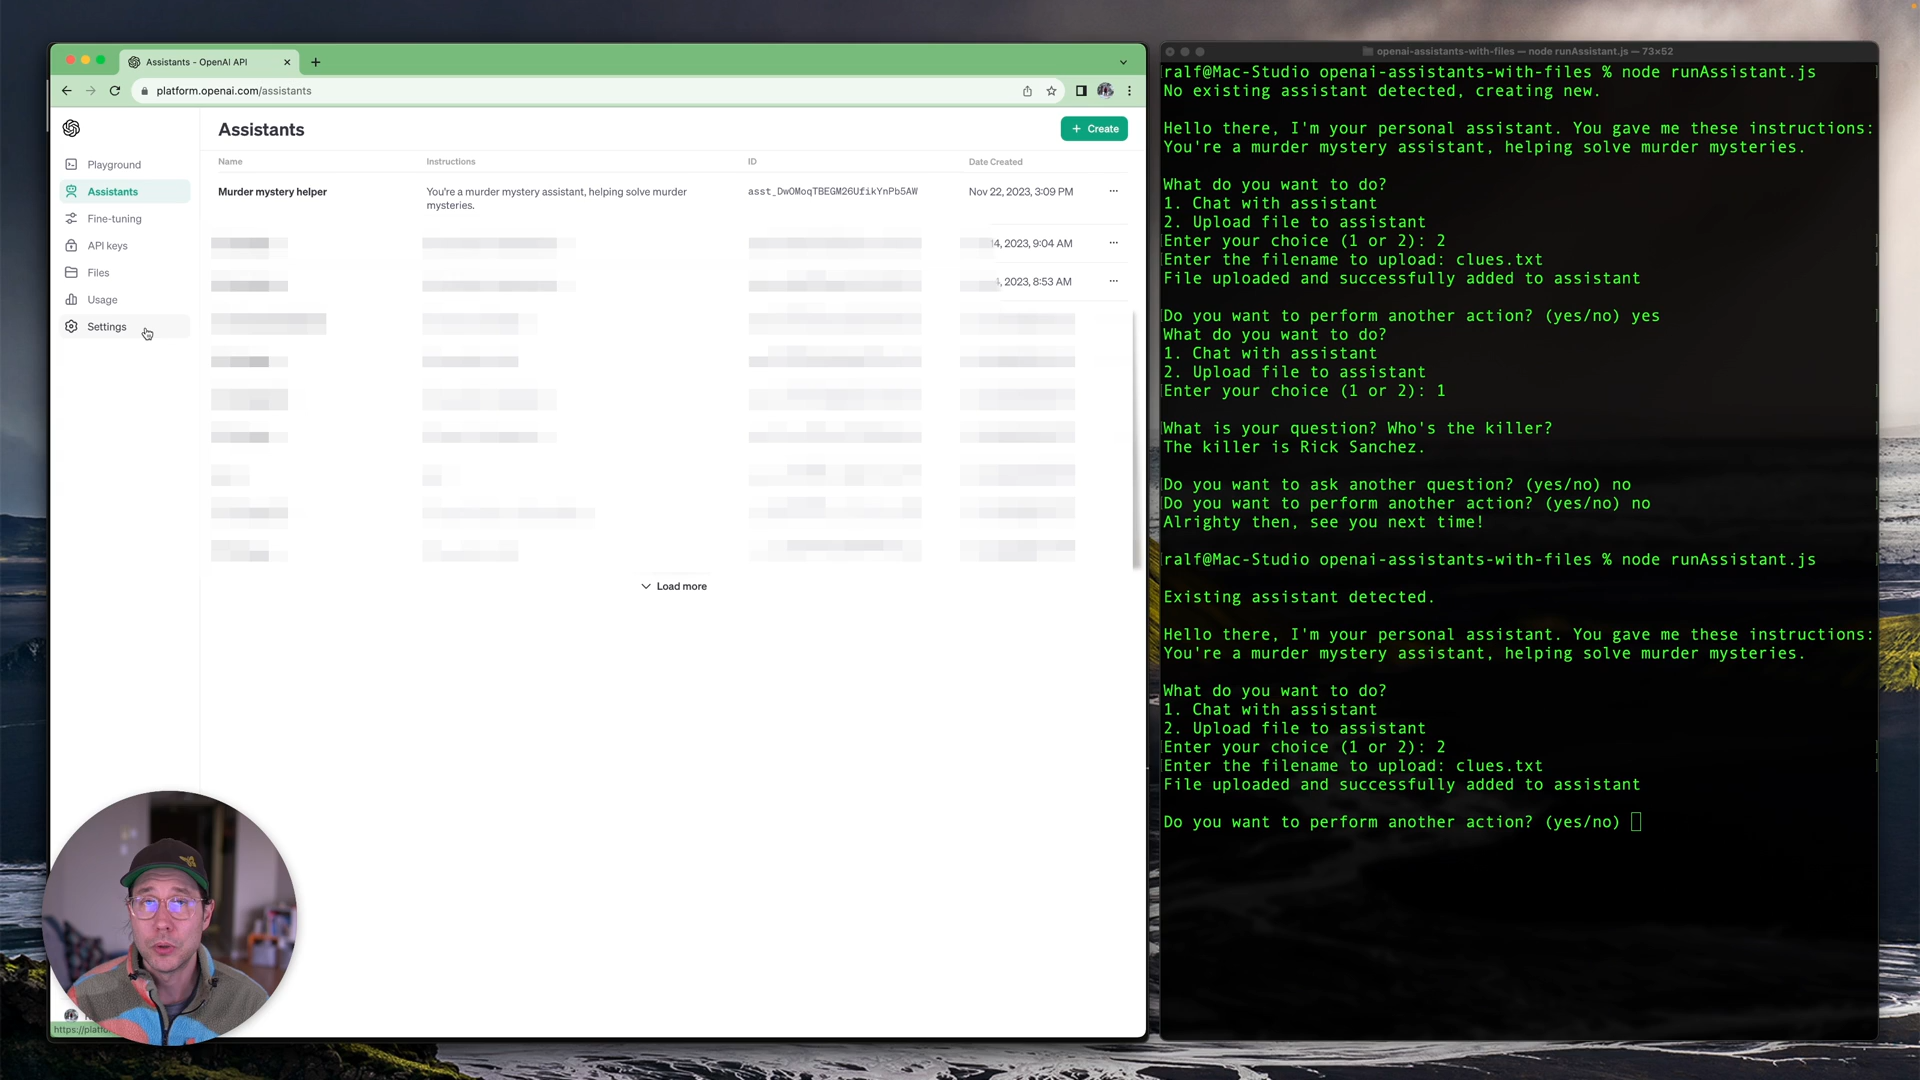 Assistants - OpenAI API
platform.openai.com/assistants
Playground
Assistants
Fine-tuning
API keys
Files
Usage
Settings
Assistants
+ Create
Name Instructions ID Date Created
Murder mystery helper You're a murder mystery assistant, helping solve murder mysteries. asst_DwOMoqTBEGM26UfikYnPb5AW Nov 22, 2023, 3:09 PM
4, 2023, 9:04 AM
, 2023, 8:53 AM
Load more
https://platfo
openai-assistants-with-files — node runAssistant.js — 73×52
ralf@Mac-Studio openai-assistants-with-files % node runAssistant.js
No existing assistant detected, creating new.
Hello there, I'm your personal assistant. You gave me these instructions:
You're a murder mystery assistant, helping solve murder mysteries.
What do you want to do?
1. Chat with assistant
2. Upload file to assistant
Enter your choice (1 or 2): 2
Enter the filename to upload: clues.txt
File uploaded and successfully added to assistant
Do you want to perform another action? (yes/no) yes
What do you want to do?
1. Chat with assistant
2. Upload file to assistant
Enter your choice (1 or 2): 1
What is your question? Who's the killer?
The killer is Rick Sanchez.
Do you want to ask another question? (yes/no) no
Do you want to perform another action? (yes/no) no
Alrighty then, see you next time!
ralf@Mac-Studio openai-assistants-with-files % node runAssistant.js
Existing assistant detected.
Hello there, I'm your personal assistant. You gave me these instructions:
You're a murder mystery assistant, helping solve murder mysteries.
What do you want to do?
1. Chat with assistant
2. Upload file to assistant
Enter your choice (1 or 2): 2
Enter the filename to upload: clues.txt
File uploaded and successfully added to assistant
Do you want to perform another action? (yes/no)